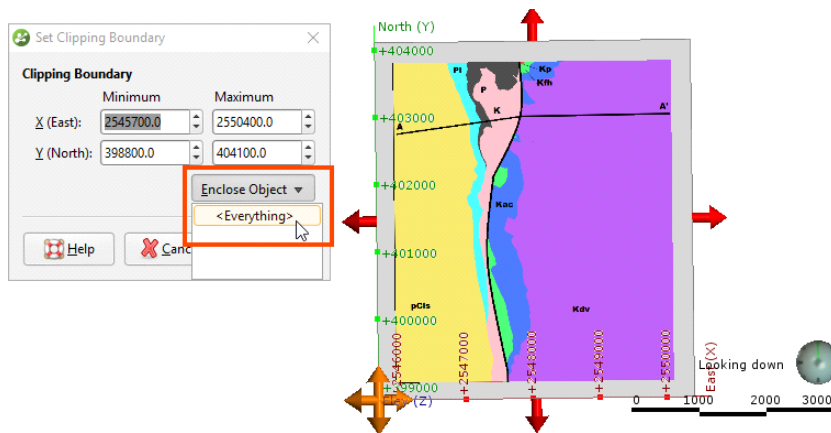 Set Clipping Boundary
Clipping Boundary
Minimum Maximum
X (East): 2545700.0 2550400.0
Y (North): 398800.0 404100.0
Enclose Object
<Everything>
Help
Canc
North (Y)
+404000
+403000
+402000
+401000
+400000
+399000
Pl
P
K
Kp
Kfh
A
A'
Kac
pCls
Kdv
+2546000
+2547000
+2548000
+2549000
+2550000
East (X)
(Z)
Looking down
0 1000 2000 3000